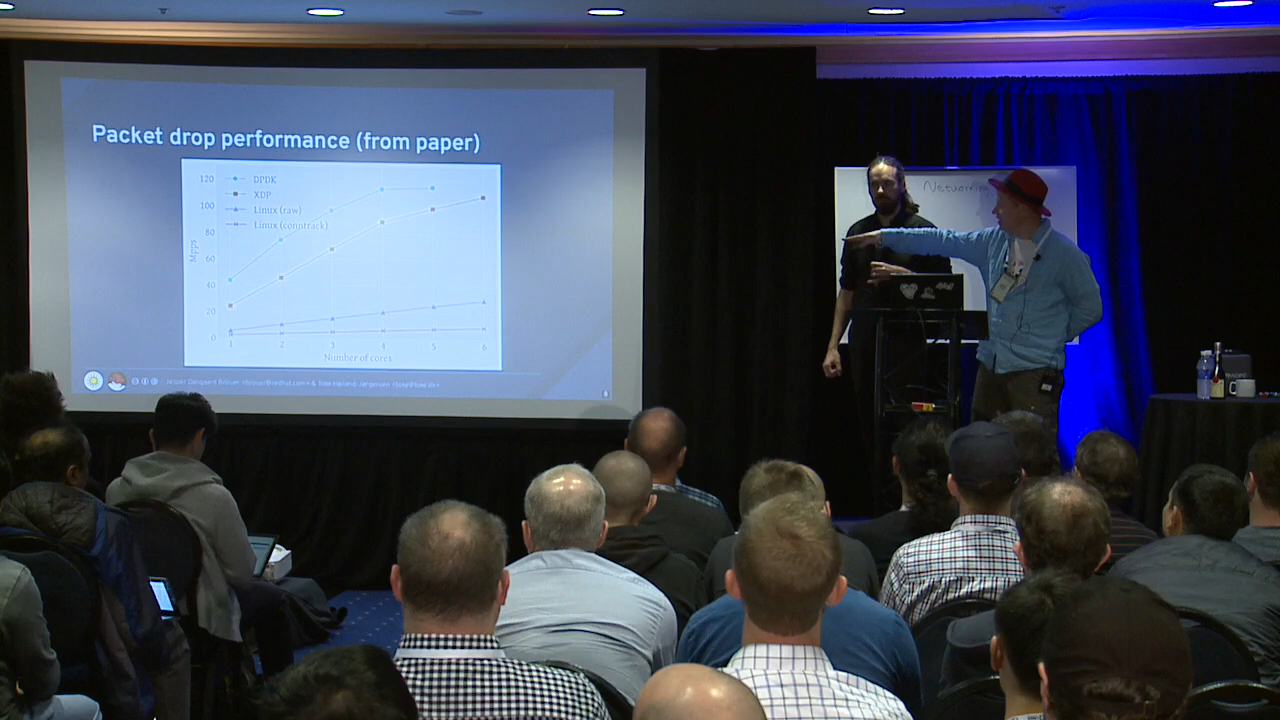 Packet drop performance (from paper)
120
100
80
60
40
20
0
Mpps
DPDK
XDP
Linux (raw)
Linux (conntrack)
1 2 3 4 5 6
Number of cores
Networking